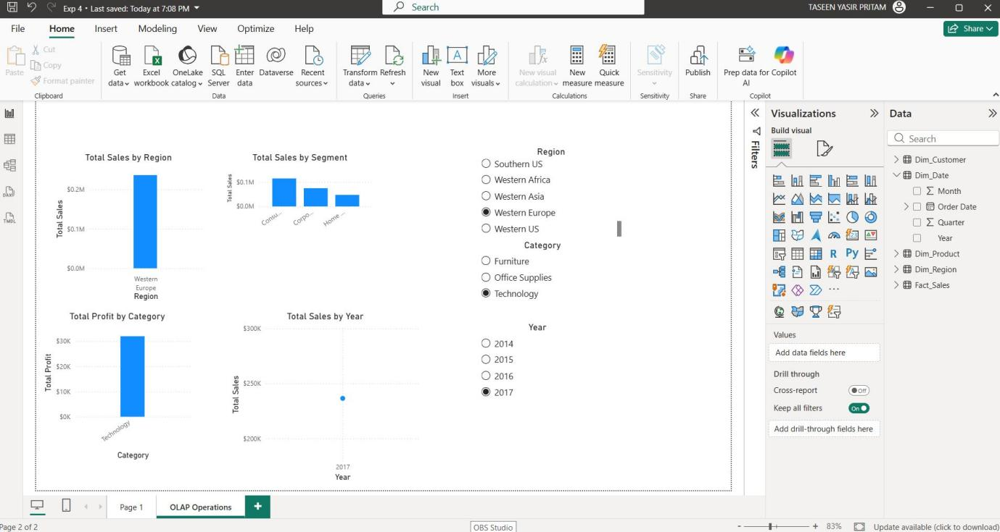 Exp 4 • Last saved: Today at 7:08 PM
Search
TASEEN YASIR PRITAM
File Home Insert Modeling View Optimize Help
Share
Paste
Cut
Copy
Format painter
Clipboard
Get data
Excel workbook
OneLake catalog
SQL Server
Enter data
Dataverse
Recent sources
Data
Transform data
Refresh
Queries
New visual
Text box
A
More visuals
Insert
New visual calculation
New measure
Quick measure
Calculations
Sensitivity
Sensitivity
Publish
Share
Prep data for AI
Copilot
Copilot
DAX
TMDL
Total Sales by Region
Total Sales
$0.2M
$0.1M
$0.0M
Western
Europe
Region
Total Sales by Segment
Total Sales
$0.1M
$0.0M
Consu...
Corpo...
Home ...
Region
Southern US
Western Africa
Western Asia
Western Europe
Western US
Category
Furniture
Office Supplies
Technology
Total Profit by Category
Total Profit
$30K
$20K
$10K
$0K
Technology
Category
Total Sales by Year
Total Sales
$300K
$250K
$200K
2017
Year
Year
2014
2015
2016
2017
Filters
Visualizations
Build visual
123
R
Py
...
Values
Add data fields here
Drill through
Cross-report
Off
Keep all filters
On
Add drill-through fields here
Data
Search
Dim_Customer
Dim_Date
Σ Month
Order Date
Σ Quarter
Year
Dim_Product
Dim_Region
Fact_Sales
Page 1
OLAP Operations
+
Page 2 of 2
OBS Studio
- + 83%
Update available (click to download)